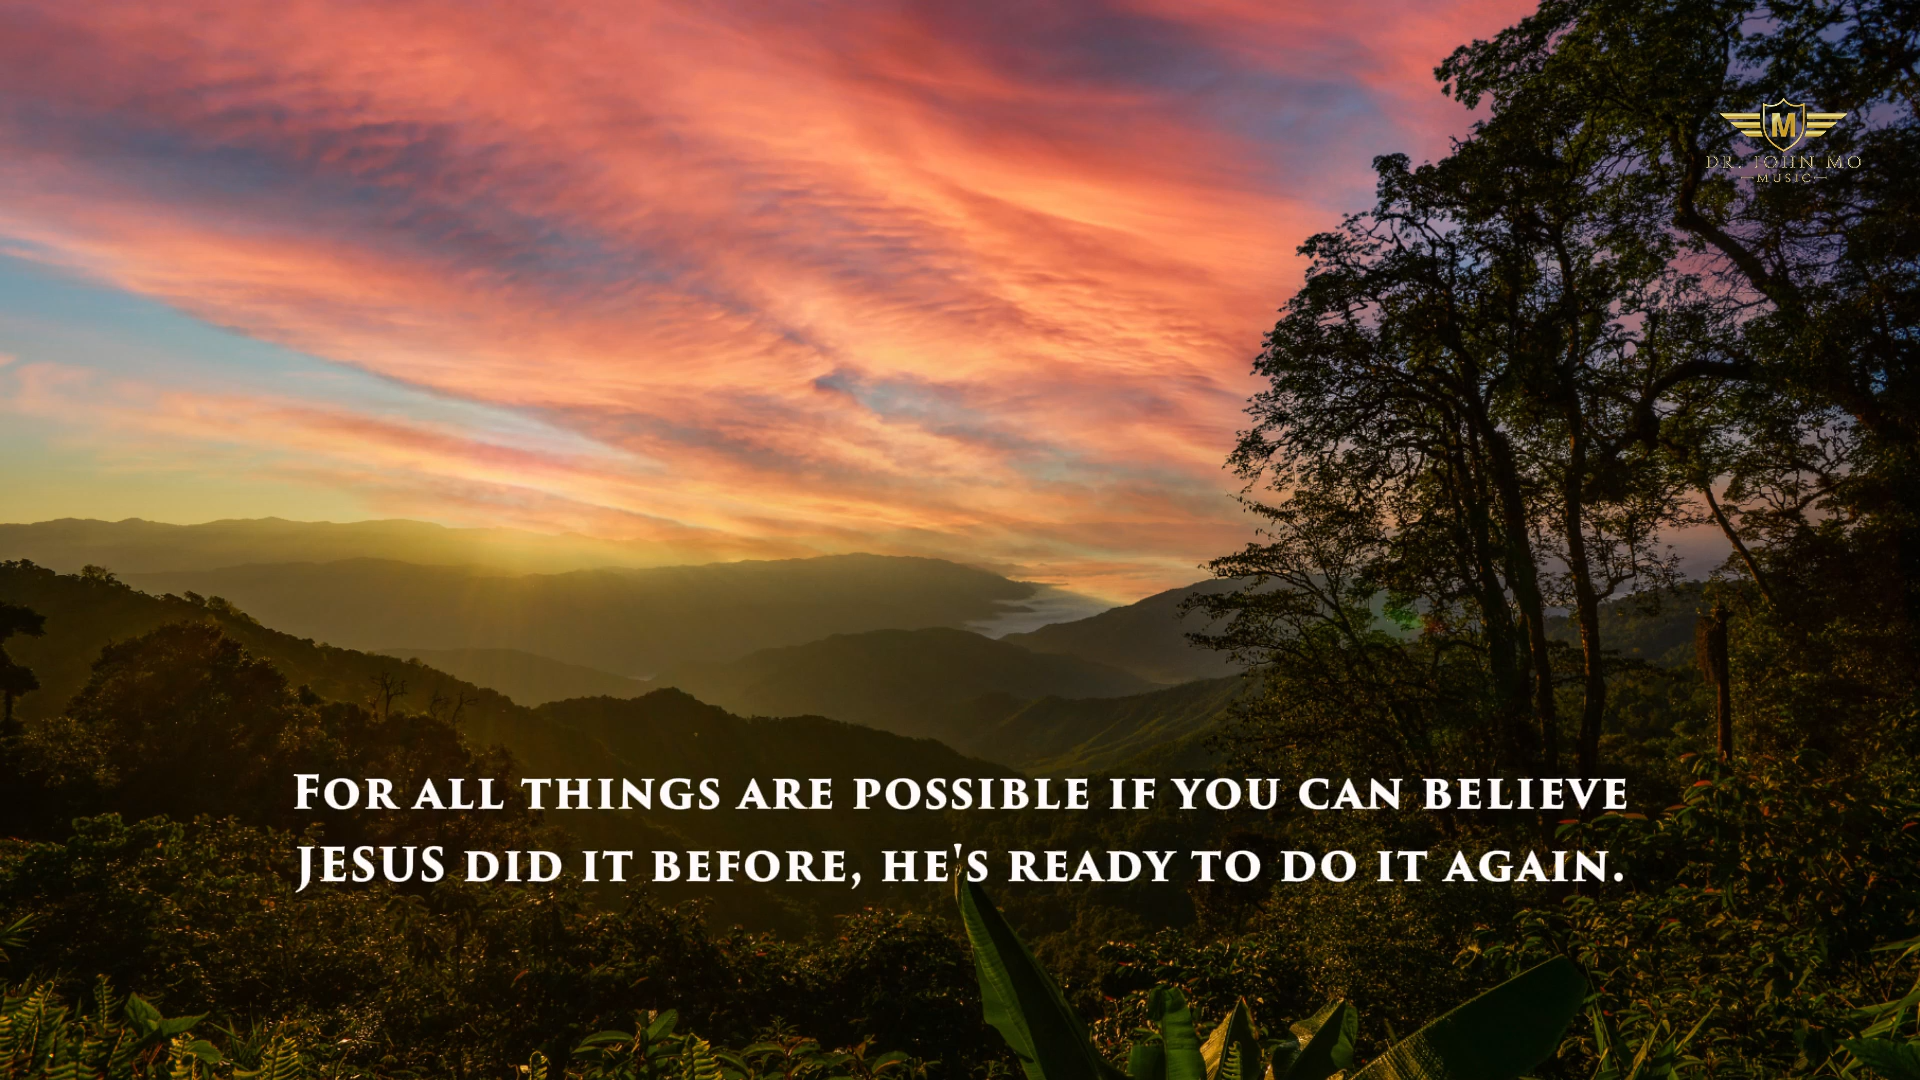 M
DR. JOHN MO
MUSIC
For all things are possible if you can believe
JESUS did it before, he's ready to do it again.